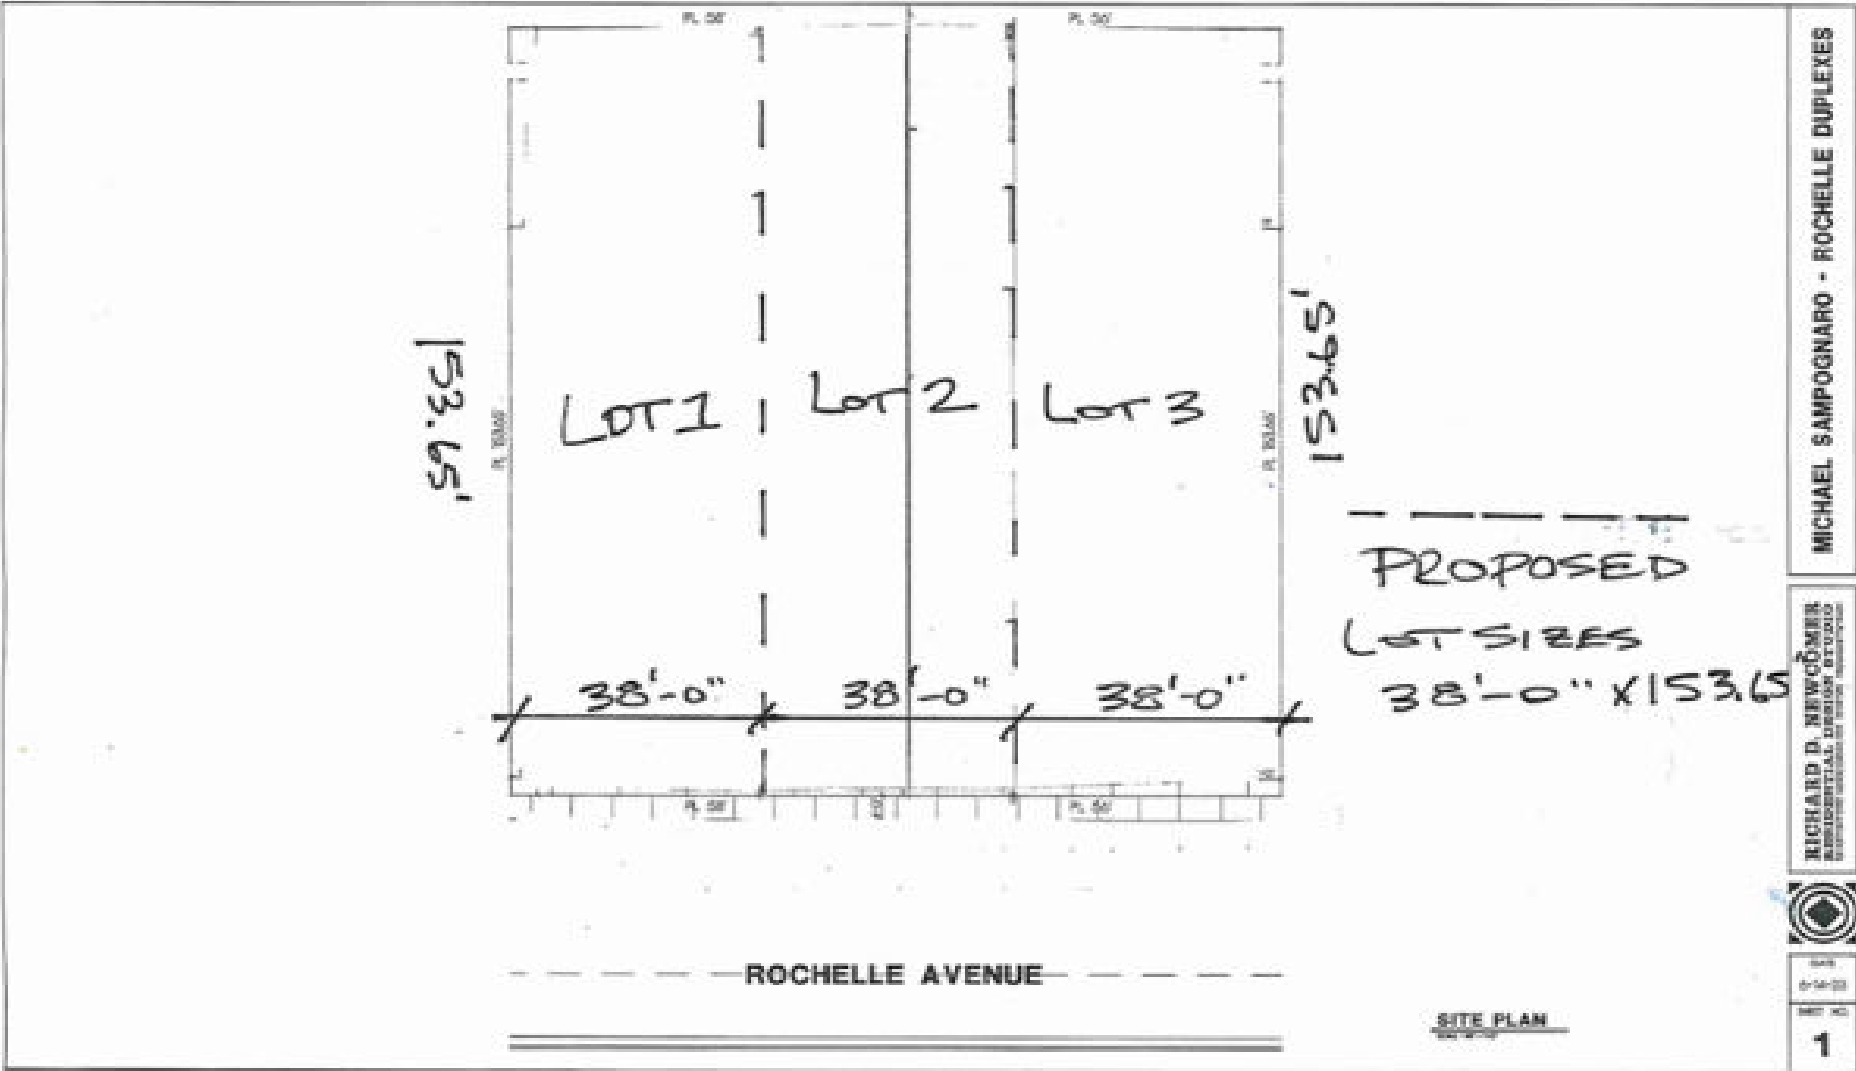 LOT 1
LOT 2
LOT 3
153.65'
153.65'
38'-0"
38'-0"
38'-0"
PROPOSED
LOT SIZES
38'-0" X 153.65
ROCHELLE AVENUE
SITE PLAN
MICHAEL SAMPOGNARO - ROCHELLE DUPLEXES
RICHARD D. NEWCOMER
RESIDENTIAL DESIGN STUDIO
DATE
1